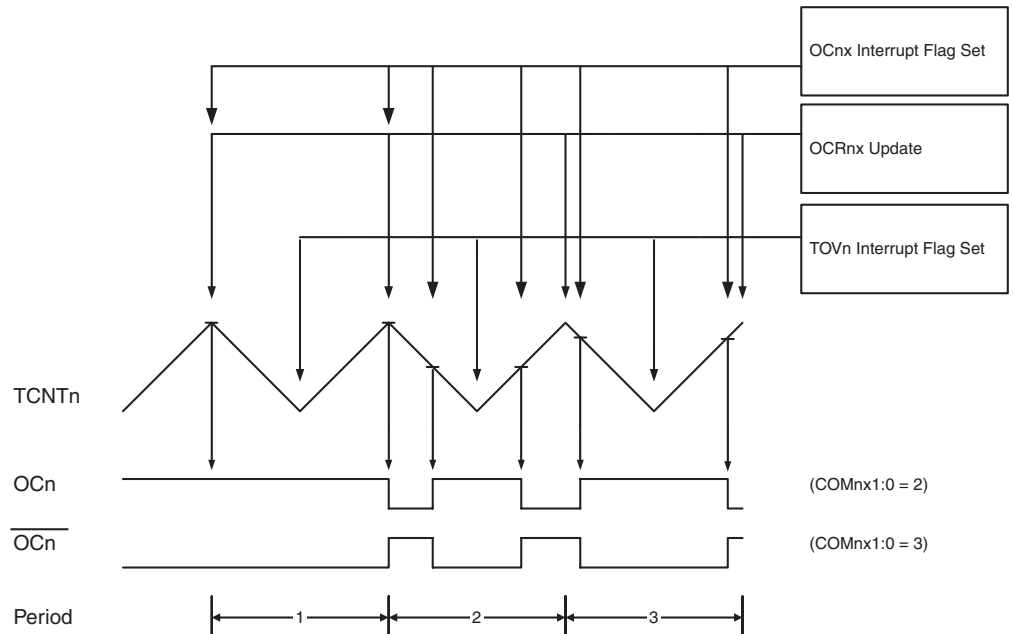 OCnx Interrupt Flag Set
OCRnx Update
TOVn Interrupt Flag Set
TCNTn
OCn
(COMnx1:0 = 2)
OCn
(COMnx1:0 = 3)
Period
1
2
3